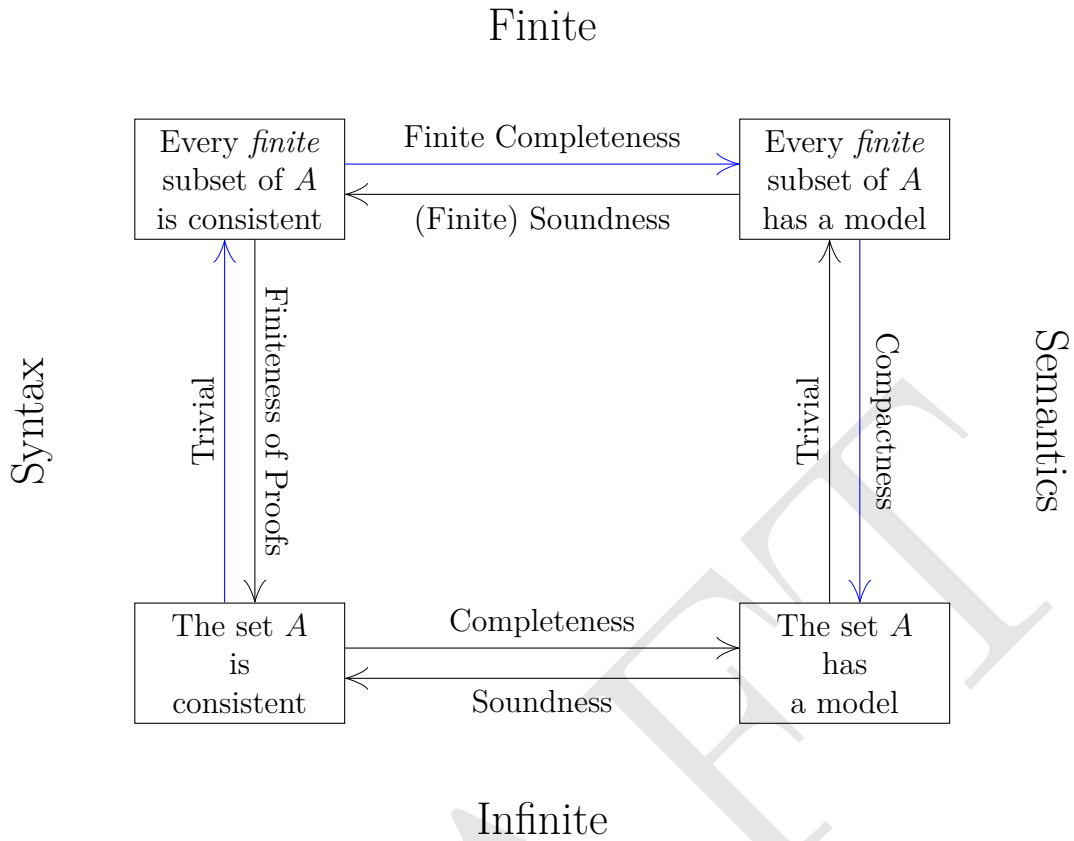 Finite
Every finite
subset of A
is consistent
Finite Completeness
(Finite) Soundness
Every finite
subset of A
has a model
Syntax
Trivial
Finiteness of Proofs
Trivial
Compactness
Semantics
The set A
is
consistent
Completeness
Soundness
The set A
has
a model
Infinite